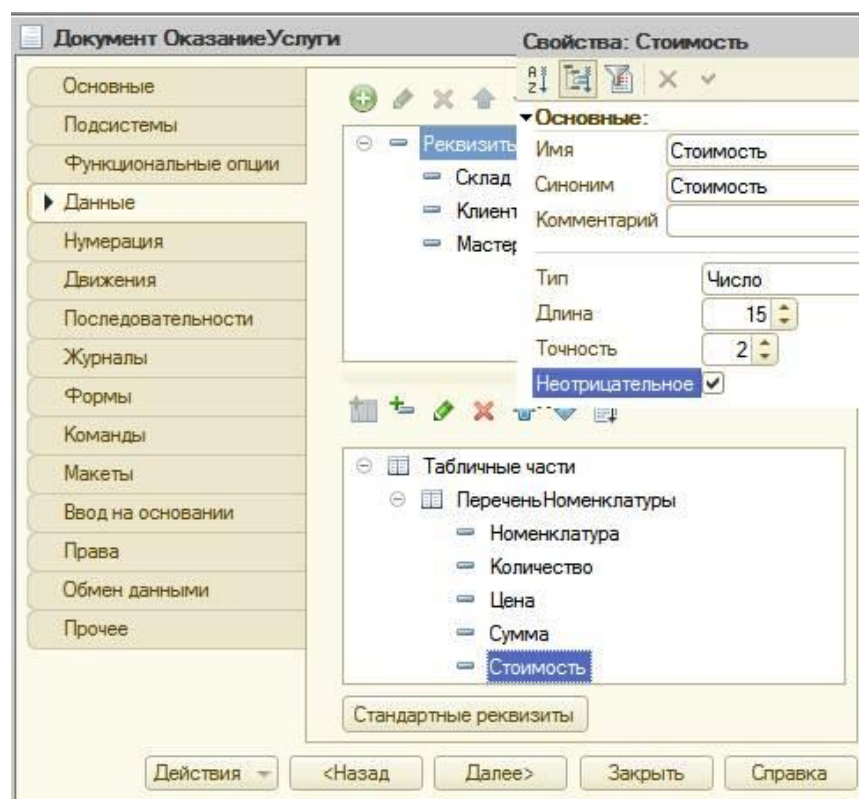 Документ ОказаниеУслуги
Основные
Подсистемы
Функциональные опции
Данные
Нумерация
Движения
Последовательности
Журналы
Формы
Команды
Макеты
Ввод на основании
Права
Обмен данными
Прочее
Реквизиты
Склад
Клиент
Мастер
Свойства: Стоимость
Основные:
Имя Стоимость
Синоним Стоимость
Комментарий
Тип Число
Длина 15
Точность 2
Неотрицательное
Табличные части
ПереченьНоменклатуры
Номенклатура
Количество
Цена
Сумма
Стоимость
Стандартные реквизиты
Действия <Назад Далее> Закрыть Справка